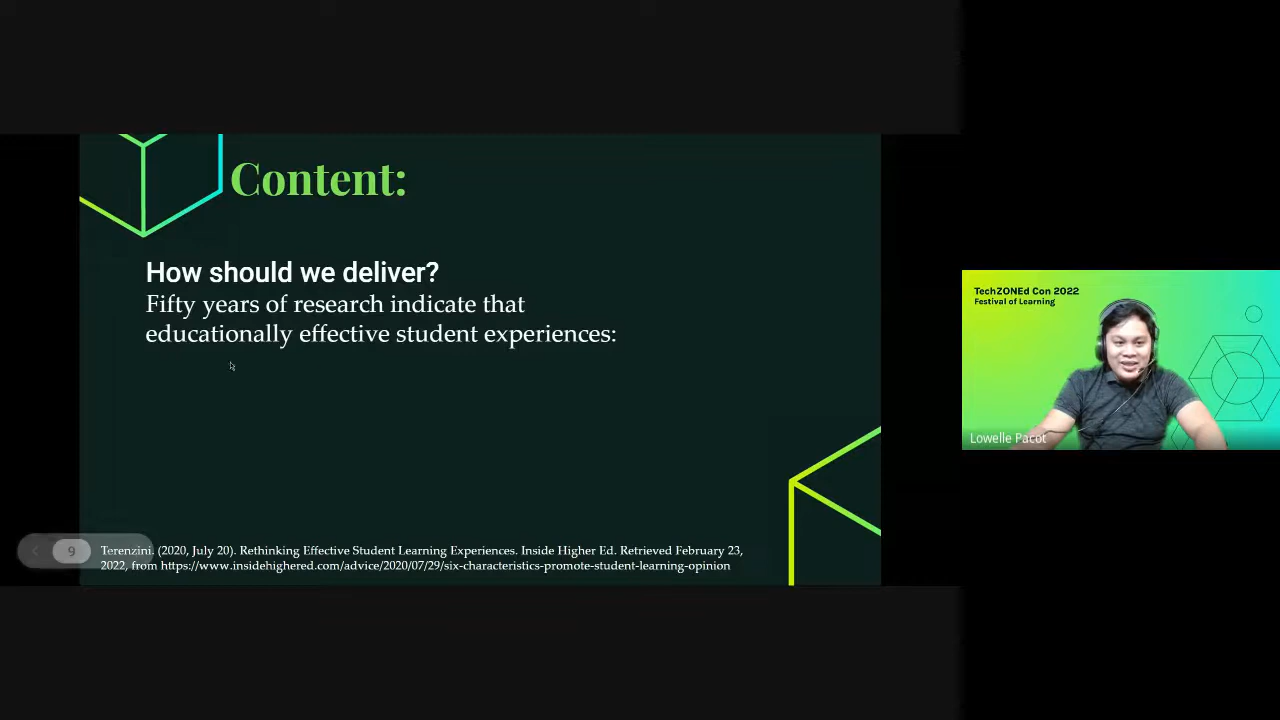 Content:
How should we deliver?
Fifty years of research indicate that
educationally effective student experiences:
9
Terenzini. (2020, July 20). Rethinking Effective Student Learning Experiences. Inside Higher Ed. Retrieved February 23,
2022, from https://www.insidehighered.com/advice/2020/07/29/six-characteristics-promote-student-learning-opinion
TechZONEd Con 2022
Festival of Learning
Lowelle Pacot